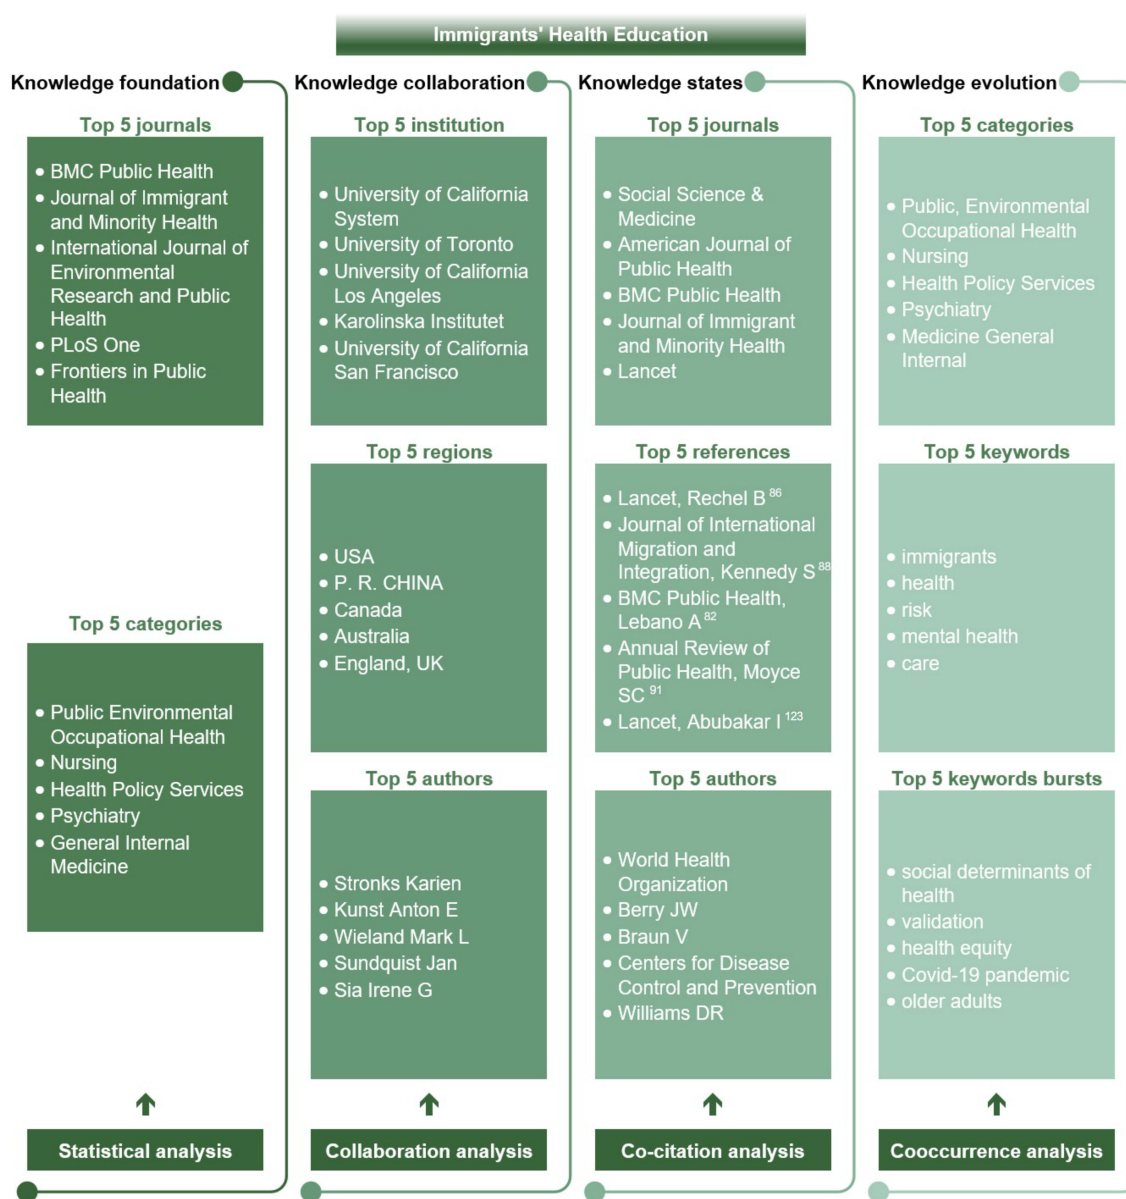 Immigrants' Health Education
Knowledge foundation
Top 5 journals
• BMC Public Health
• Journal of Immigrant
and Minority Health
• International Journal of
Environmental
Research and Public
Health
• PLoS One
• Frontiers in Public
Health
Top 5 categories
• Public Environmental
Occupational Health
• Nursing
• Health Policy Services
• Psychiatry
• General Internal
Medicine
Statistical analysis
Knowledge collaboration
Top 5 institution
• University of California
System
• University of Toronto
• University of California
Los Angeles
• Karolinska Institutet
• University of California
San Francisco
Top 5 regions
• USA
• P. R. CHINA
• Canada
• Australia
• England, UK
Top 5 authors
• Stronks Karien
• Kunst Anton E
• Wieland Mark L
• Sundquist Jan
• Sia Irene G
Collaboration analysis
Knowledge states
Top 5 journals
• Social Science &
Medicine
• American Journal of
Public Health
• BMC Public Health
• Journal of Immigrant
and Minority Health
• Lancet
Top 5 references
• Lancet, Rechel B 86
• Journal of International
Migration and
Integration, Kennedy S 88
• BMC Public Health,
Lebano A 82
• Annual Review of
Public Health, Moyce
SC 91
• Lancet, Abubakar I 123
Top 5 authors
• World Health
Organization
• Berry JW
• Braun V
• Centers for Disease
Control and Prevention
• Williams DR
Co-citation analysis
Knowledge evolution
Top 5 categories
• Public, Environmental
Occupational Health
• Nursing
• Health Policy Services
• Psychiatry
• Medicine General
Internal
Top 5 keywords
• immigrants
• health
• risk
• mental health
• care
Top 5 keywords bursts
• social determinants of
health
• validation
• health equity
• Covid-19 pandemic
• older adults
Cooccurrence analysis